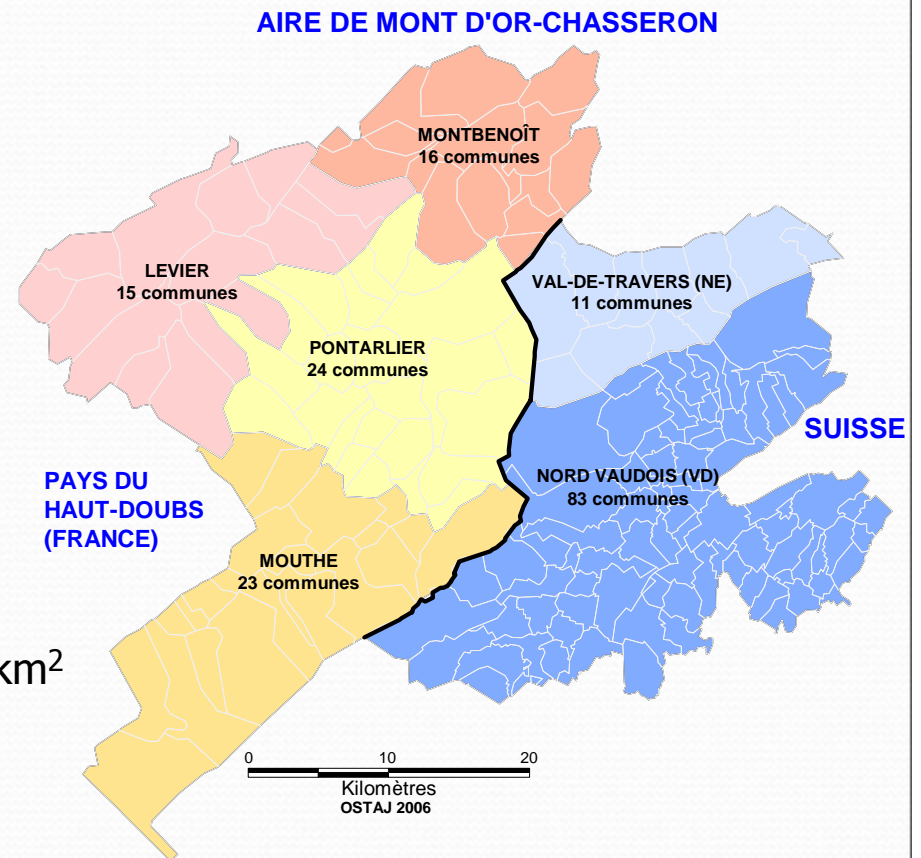 AIRE DE MONT D'OR-CHASSERON
MONTBENOÎT
16 communes
LEVIER
15 communes
VAL-DE-TRAVERS (NE)
11 communes
PONTARLIER
24 communes
SUISSE
NORD VAUDOIS (VD)
83 communes
PAYS DU
HAUT-DOUBS
(FRANCE)
MOUTHE
23 communes
km²
0 10 20
Kilomètres
OSTAJ 2006